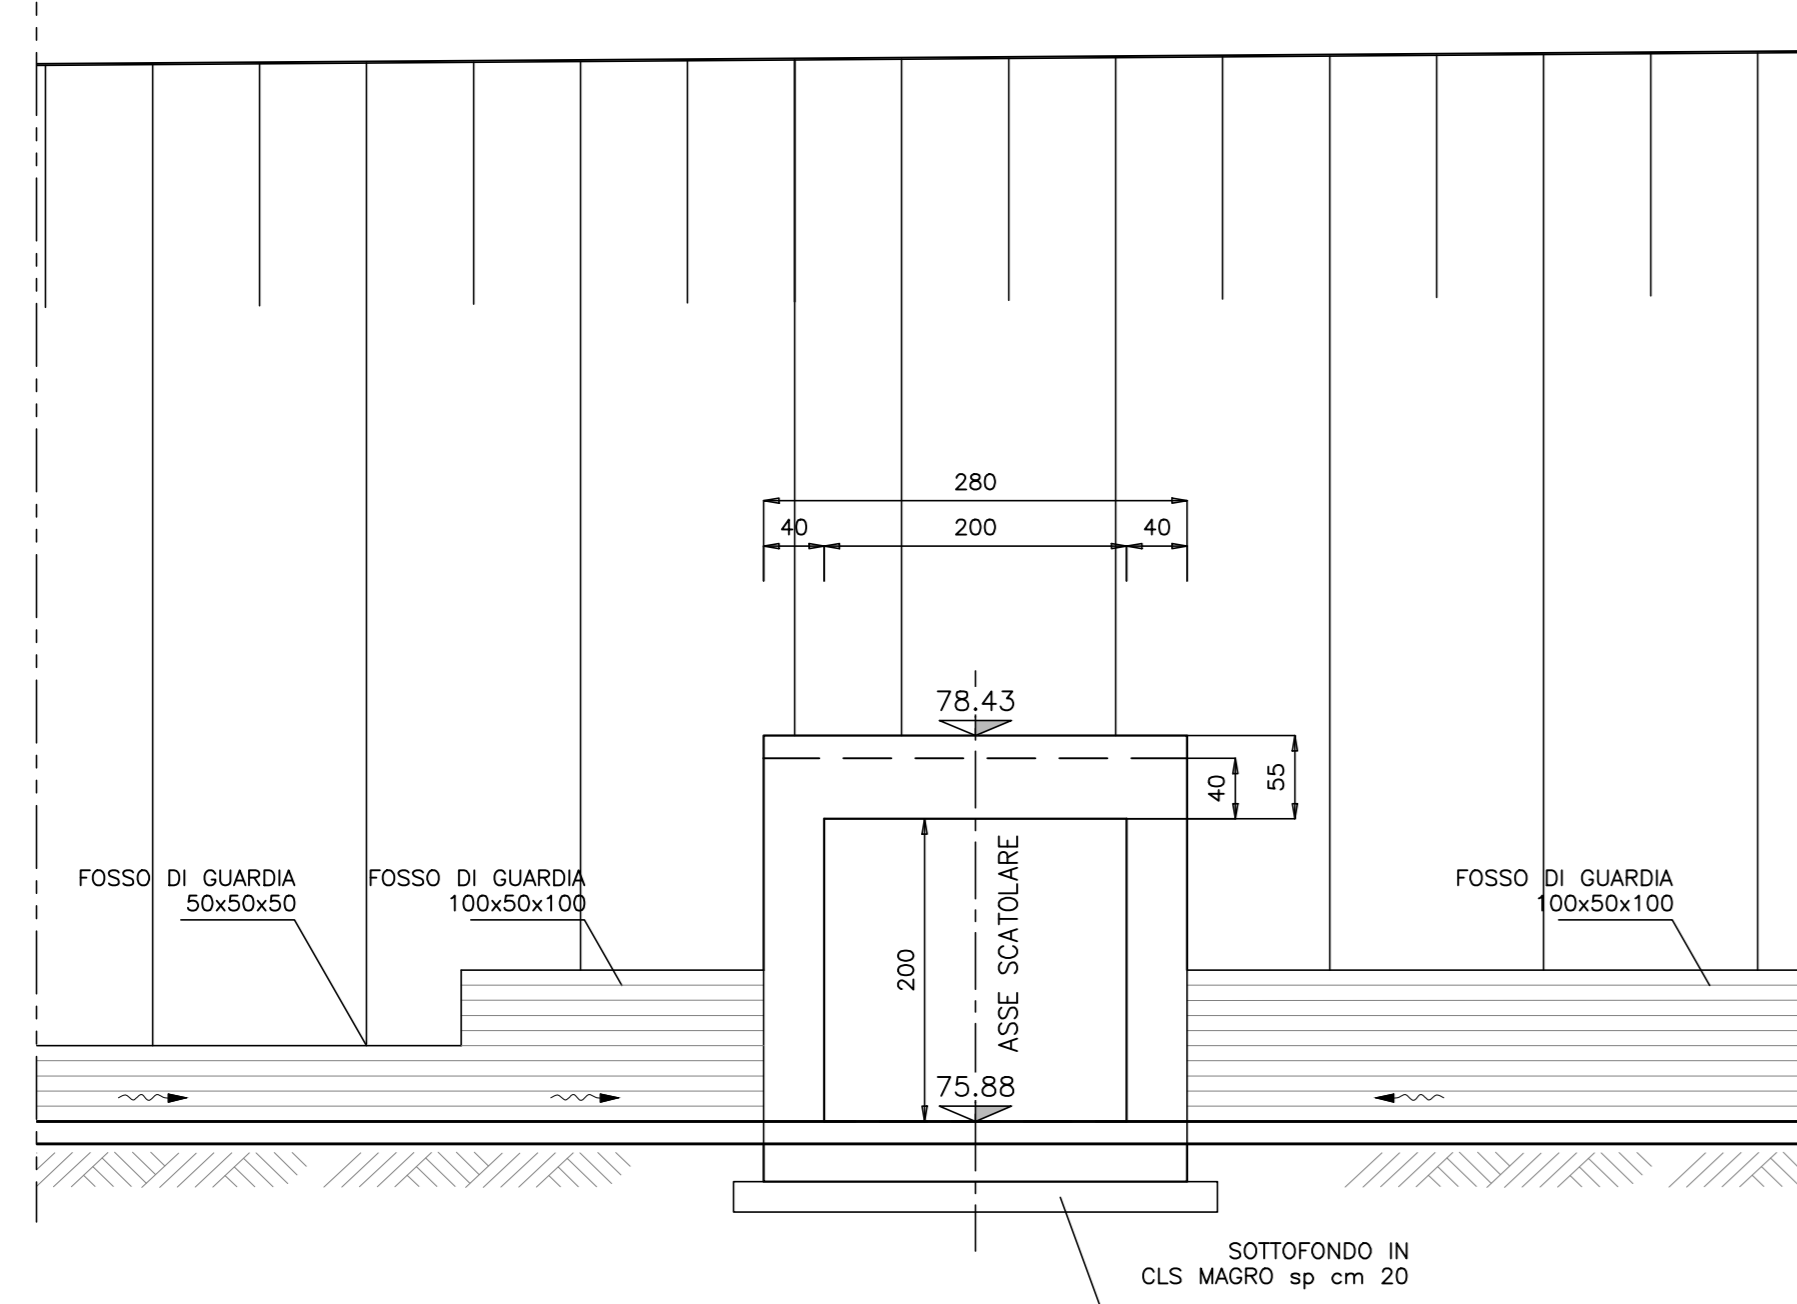 280
40
200
40
78.43
40
55
FOSSO DI GUARDIA
50x50x50
FOSSO DI GUARDIA
100x50x100
FOSSO DI GUARDIA
100x50x100
200
ASSE SCATOLARE
75.88
SOTTOFONDO IN
CLS MAGRO sp cm 20